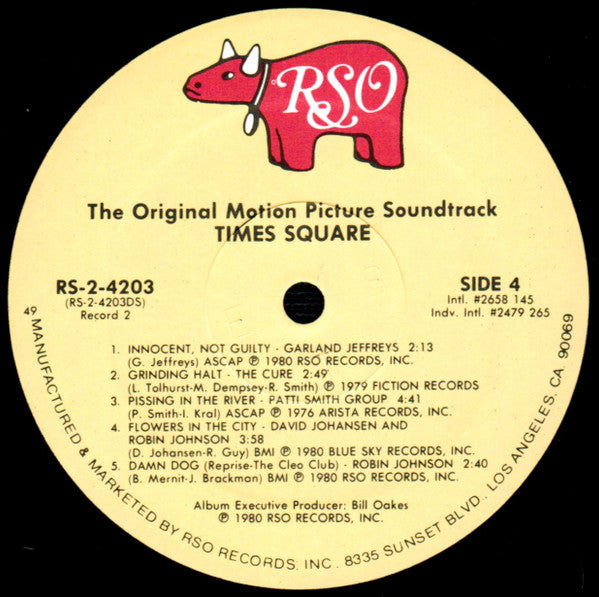 RSO
The Original Motion Picture Soundtrack
TIMES SQUARE
RS-2-4203
(RS-2-4203DS)
Record 2
SIDE 4
Intl. #2658 145
Indv. Intl. #2479 265
1. INNOCENT, NOT GUILTY - GARLAND JEFFREYS 2:13
(G. Jeffreys) ASCAP ℗ 1980 RSO RECORDS, INC.
2. GRINDING HALT - THE CURE 2:49
(L. Tolhurst-M. Dempsey-R. Smith) ℗ 1979 FICTION RECORDS
3. PISSING IN THE RIVER - PATTI SMITH GROUP 4:41
(P. Smith-I. Kral) ASCAP ℗ 1976 ARISTA RECORDS, INC.
4. FLOWERS IN THE CITY - DAVID JOHANSEN AND
ROBIN JOHNSON 3:58
(D. Johansen-R. Guy) BMI ℗ 1980 BLUE SKY RECORDS, INC.
5. DAMN DOG (Reprise-The Cleo Club) - ROBIN JOHNSON 2:40
(B. Mernit-J. Brackman) BMI ℗ 1980 RSO RECORDS, INC.
Album Executive Producer: Bill Oakes
℗ 1980 RSO RECORDS, INC.
49 MANUFACTURED & MARKETED BY RSO RECORDS, INC. 8335 SUNSET BLVD., LOS ANGELES, CA. 90069